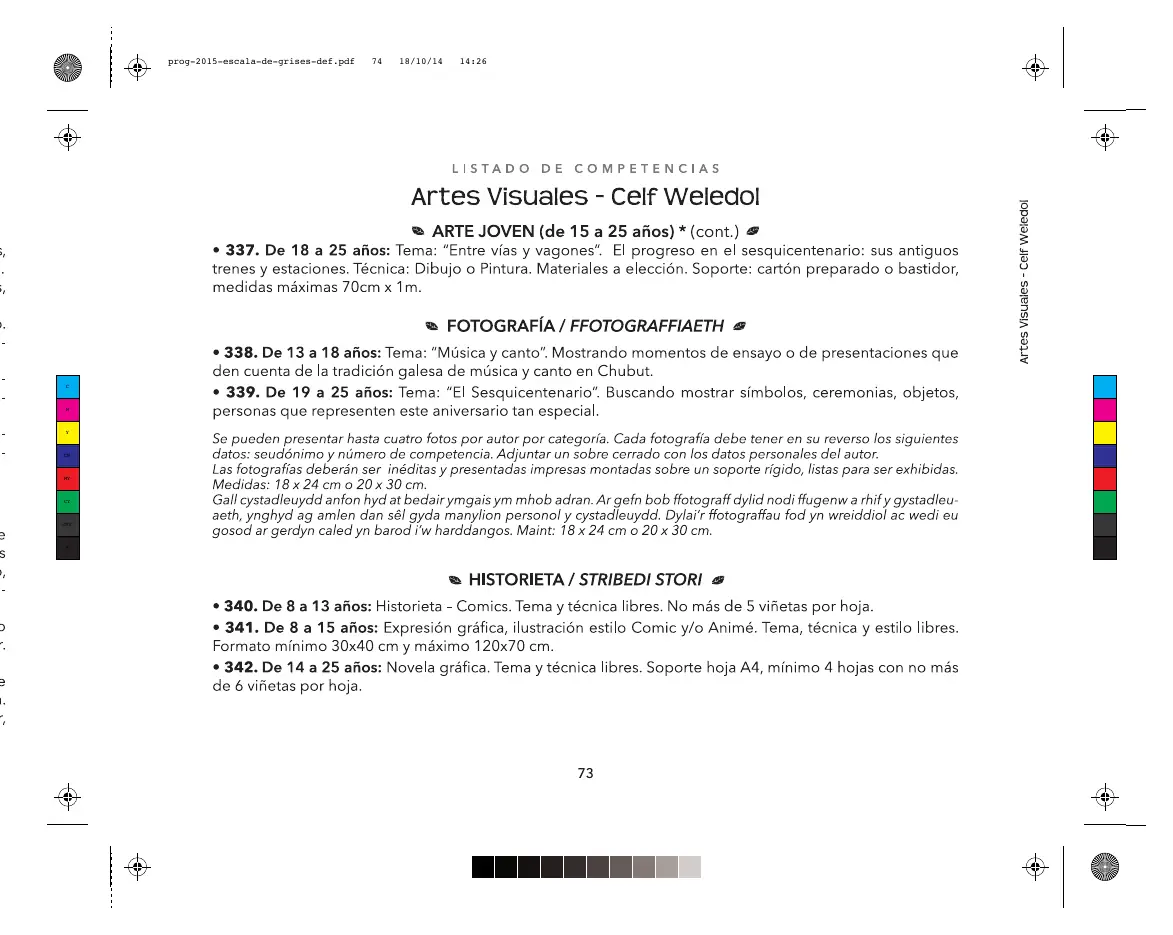 prog-2015-escala-de-grises-def.pdf 74 18/10/14 14:26
LISTADO DE COMPETENCIAS
Artes Visuales - Celf Weledol
ARTE JOVEN (de 15 a 25 años) * (cont.)
• 337. De 18 a 25 años: Tema: “Entre vías y vagones”. El progreso en el sesquicentenario: sus antiguos
trenes y estaciones. Técnica: Dibujo o Pintura. Materiales a elección. Soporte: cartón preparado o bastidor,
medidas máximas 70cm x 1m.
FOTOGRAFÍA / FFOTOGRAFFIAETH
• 338. De 13 a 18 años: Tema: “Música y canto”. Mostrando momentos de ensayo o de presentaciones que
den cuenta de la tradición galesa de música y canto en Chubut.
• 339. De 19 a 25 años: Tema: “El Sesquicentenario”. Buscando mostrar símbolos, ceremonias, objetos,
personas que representen este aniversario tan especial.
Se pueden presentar hasta cuatro fotos por autor por categoría. Cada fotografía debe tener en su reverso los siguientes
datos: seudónimo y número de competencia. Adjuntar un sobre cerrado con los datos personales del autor.
Las fotografías deberán ser inéditas y presentadas impresas montadas sobre un soporte rígido, listas para ser exhibidas.
Medidas: 18 x 24 cm o 20 x 30 cm.
Gall cystadleuydd anfon hyd at bedair ymgais ym mhob adran. Ar gefn bob ffotograff dylid nodi ffugenw a rhif y gystadleu-
aeth, ynghyd ag amlen dan sêl gyda manylion personol y cystadleuydd. Dylai’r ffotograffau fod yn wreiddiol ac wedi eu
gosod ar gerdyn caled yn barod i’w harddangos. Maint: 18 x 24 cm o 20 x 30 cm.
HISTORIETA / STRIBEDI STORI
• 340. De 8 a 13 años: Historieta – Comics. Tema y técnica libres. No más de 5 viñetas por hoja.
• 341. De 8 a 15 años: Expresión gráfica, ilustración estilo Comic y/o Animé. Tema, técnica y estilo libres.
Formato mínimo 30x40 cm y máximo 120x70 cm.
• 342. De 14 a 25 años: Novela gráfica. Tema y técnica libres. Soporte hoja A4, mínimo 4 hojas con no más
de 6 viñetas por hoja.
73
Artes Visuales - Celf Weledol